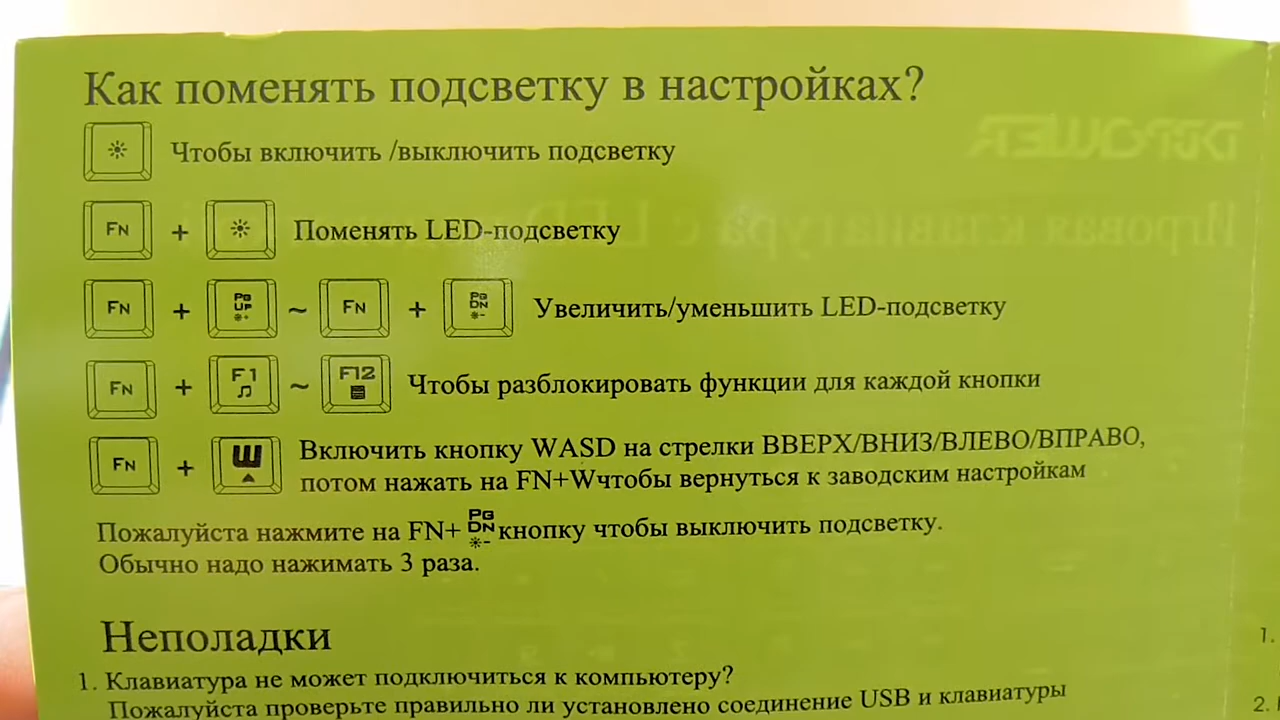 Как поменять подсветку в настройках?
Чтобы включить /выключить подсветку
FN + Поменять LED-подсветку
FN + PG UP ~ FN + PG DN Увеличить/уменьшить LED-подсветку
FN + F1 ~ F12 Чтобы разблокировать функции для каждой кнопки
FN + W Включить кнопку WASD на стрелки ВВЕРХ/ВНИЗ/ВЛЕВО/ВПРАВО,
потом нажать на FN+Wчтобы вернуться к заводским настройкам
Пожалуйста нажмите на FN+ PG DN кнопку чтобы выключить подсветку.
Обычно надо нажимать 3 раза.
Неполадки
1. Клавиатура не может подключиться к компьютеру?
Пожалуйста проверьте правильно ли установлено соединение USB и клавиатуры
1.
2.